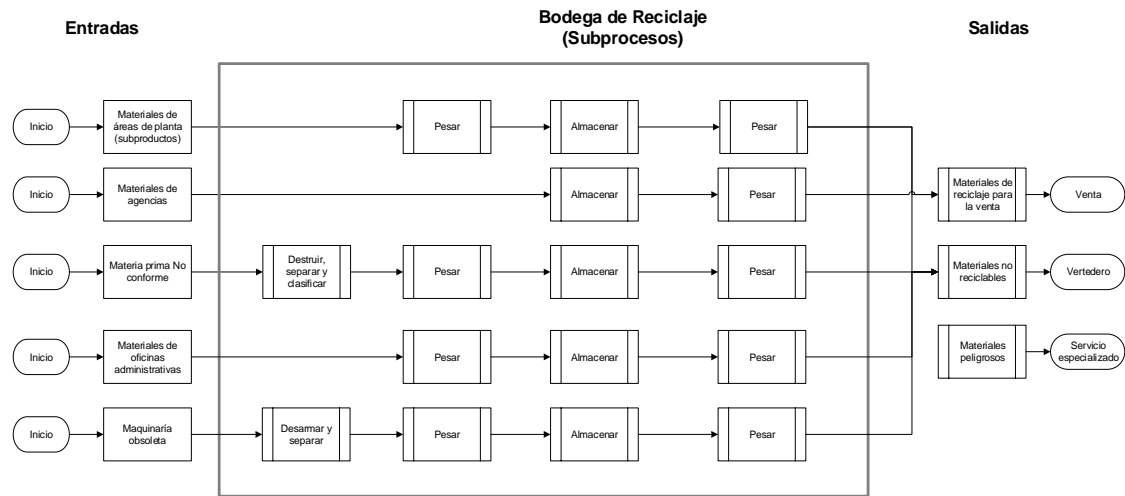 Entradas
Bodega de Reciclaje
(Subprocesos)
Salidas
Inicio
Materiales de
áreas de planta
(subproductos)
Pesar
Almacenar
Pesar
Inicio
Materiales de
agencias
Almacenar
Pesar
Materiales de
reciclaje para
la venta
Venta
Inicio
Materia prima No
conforme
Destruir,
separar y
clasificar
Pesar
Almacenar
Pesar
Materiales no
reciclables
Vertedero
Inicio
Materiales de
oficinas
administrativas
Pesar
Almacenar
Pesar
Materiales
peligrosos
Servicio
especializado
Inicio
Maquinaría
obsoleta
Desarmar y
separar
Pesar
Almacenar
Pesar